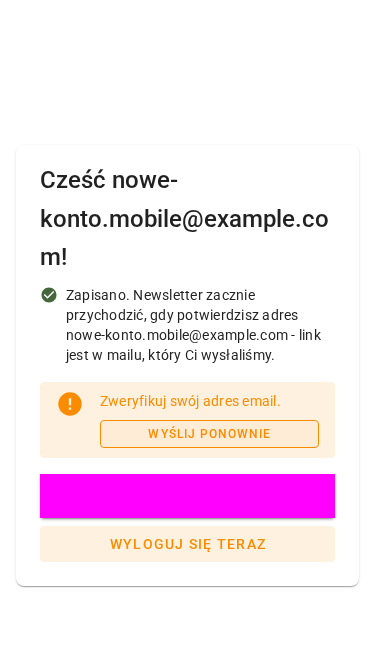 Cześć nowe-
konto.mobile@example.co
m!
Zapisano. Newsletter zacznie
przychodzić, gdy potwierdzisz adres
nowe-konto.mobile@example.com - link
jest w mailu, który Ci wysłaliśmy.
Zweryfikuj swój adres email.
WYŚLIJ PONOWNIE
WYLOGUJ SIĘ TERAZ